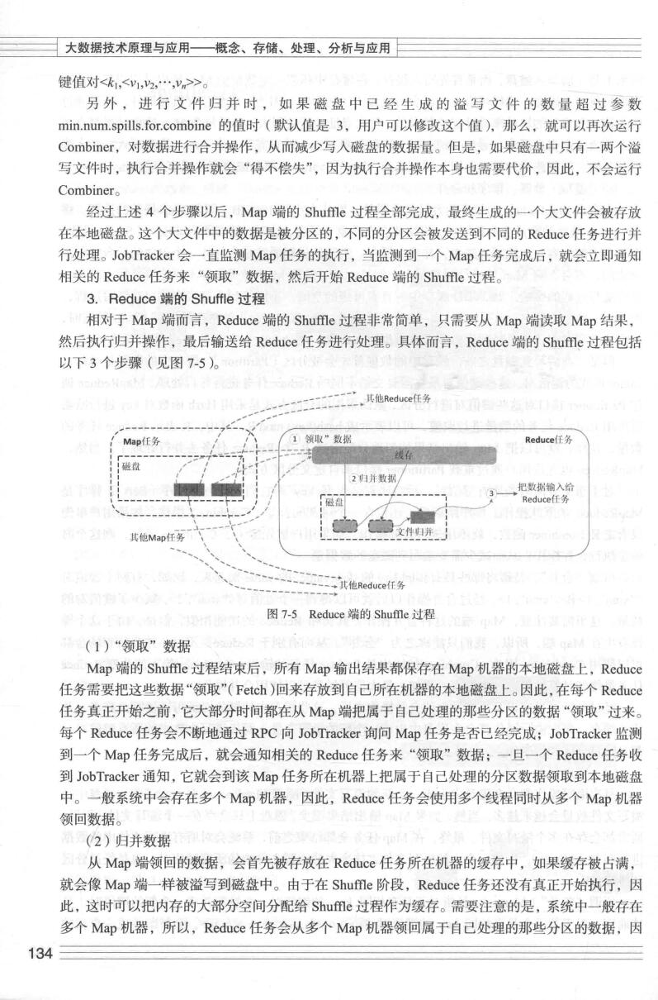 大数据技术原理与应用——概念、存储、处理、分析与应用
键值对<k₁,<v₁,v₂,…,vₙ>>。
另外，进行文件归并时，如果磁盘中已经生成的溢写文件的数量超过参数
min.num.spills.for.combine 的值时（默认值是 3，用户可以修改这个值），那么，就可以再次运行
Combiner，对数据进行合并操作，从而减少写入磁盘的数据量。但是，如果磁盘中只有一两个溢
写文件时，执行合并操作就会“得不偿失”，因为执行合并操作本身也需要代价，因此，不会运行
Combiner。
经过上述 4 个步骤以后，Map 端的 Shuffle 过程全部完成，最终生成的一个大文件会被存放
在本地磁盘。这个大文件中的数据是被分区的，不同的分区会被发送到不同的 Reduce 任务进行并
行处理。JobTracker 会一直监测 Map 任务的执行，当监测到一个 Map 任务完成后，就会立即通知
相关的 Reduce 任务来“领取”数据，然后开始 Reduce 端的 Shuffle 过程。
3．Reduce 端的 Shuffle 过程
相对于 Map 端而言，Reduce 端的 Shuffle 过程非常简单，只需要从 Map 端读取 Map 结果，
然后执行归并操作，最后输送给 Reduce 任务进行处理。具体而言，Reduce 端的 Shuffle 过程包括
以下 3 个步骤（见图 7-5）。
其他Reduce任务
Map任务
① 领取”数据
Reduce任务
缓存
磁盘
②归并数据
把数据输入给
Reduce任务
③
磁盘
文件归并
其他Map任务
其他Reduce任务
图 7-5 Reduce 端的 Shuffle 过程
（1）“领取”数据
Map 端的 Shuffle 过程结束后，所有 Map 输出结果都保存在 Map 机器的本地磁盘上，Reduce
任务需要把这些数据“领取”（Fetch）回来存放到自己所在机器的本地磁盘上。因此，在每个 Reduce
任务真正开始之前，它大部分时间都在从 Map 端把属于自己处理的那些分区的数据“领取”过来。
每个 Reduce 任务会不断地通过 RPC 向 JobTracker 询问 Map 任务是否已经完成；JobTracker 监测
到一个 Map 任务完成后，就会通知相关的 Reduce 任务来“领取”数据；一旦一个 Reduce 任务收
到 JobTracker 通知，它就会到该 Map 任务所在机器上把属于自己处理的分区数据领取到本地磁盘
中。一般系统中会存在多个 Map 机器，因此，Reduce 任务会使用多个线程同时从多个 Map 机器
领回数据。
（2）归并数据
从 Map 端领回的数据，会首先被存放在 Reduce 任务所在机器的缓存中，如果缓存被占满，
就会像 Map 端一样被溢写到磁盘中。由于在 Shuffle 阶段，Reduce 任务还没有真正开始执行，因
此，这时可以把内存的大部分空间分配给 Shuffle 过程作为缓存。需要注意的是，系统中一般存在
多个 Map 机器，所以，Reduce 任务会从多个 Map 机器领回属于自己处理的那些分区的数据，因
134